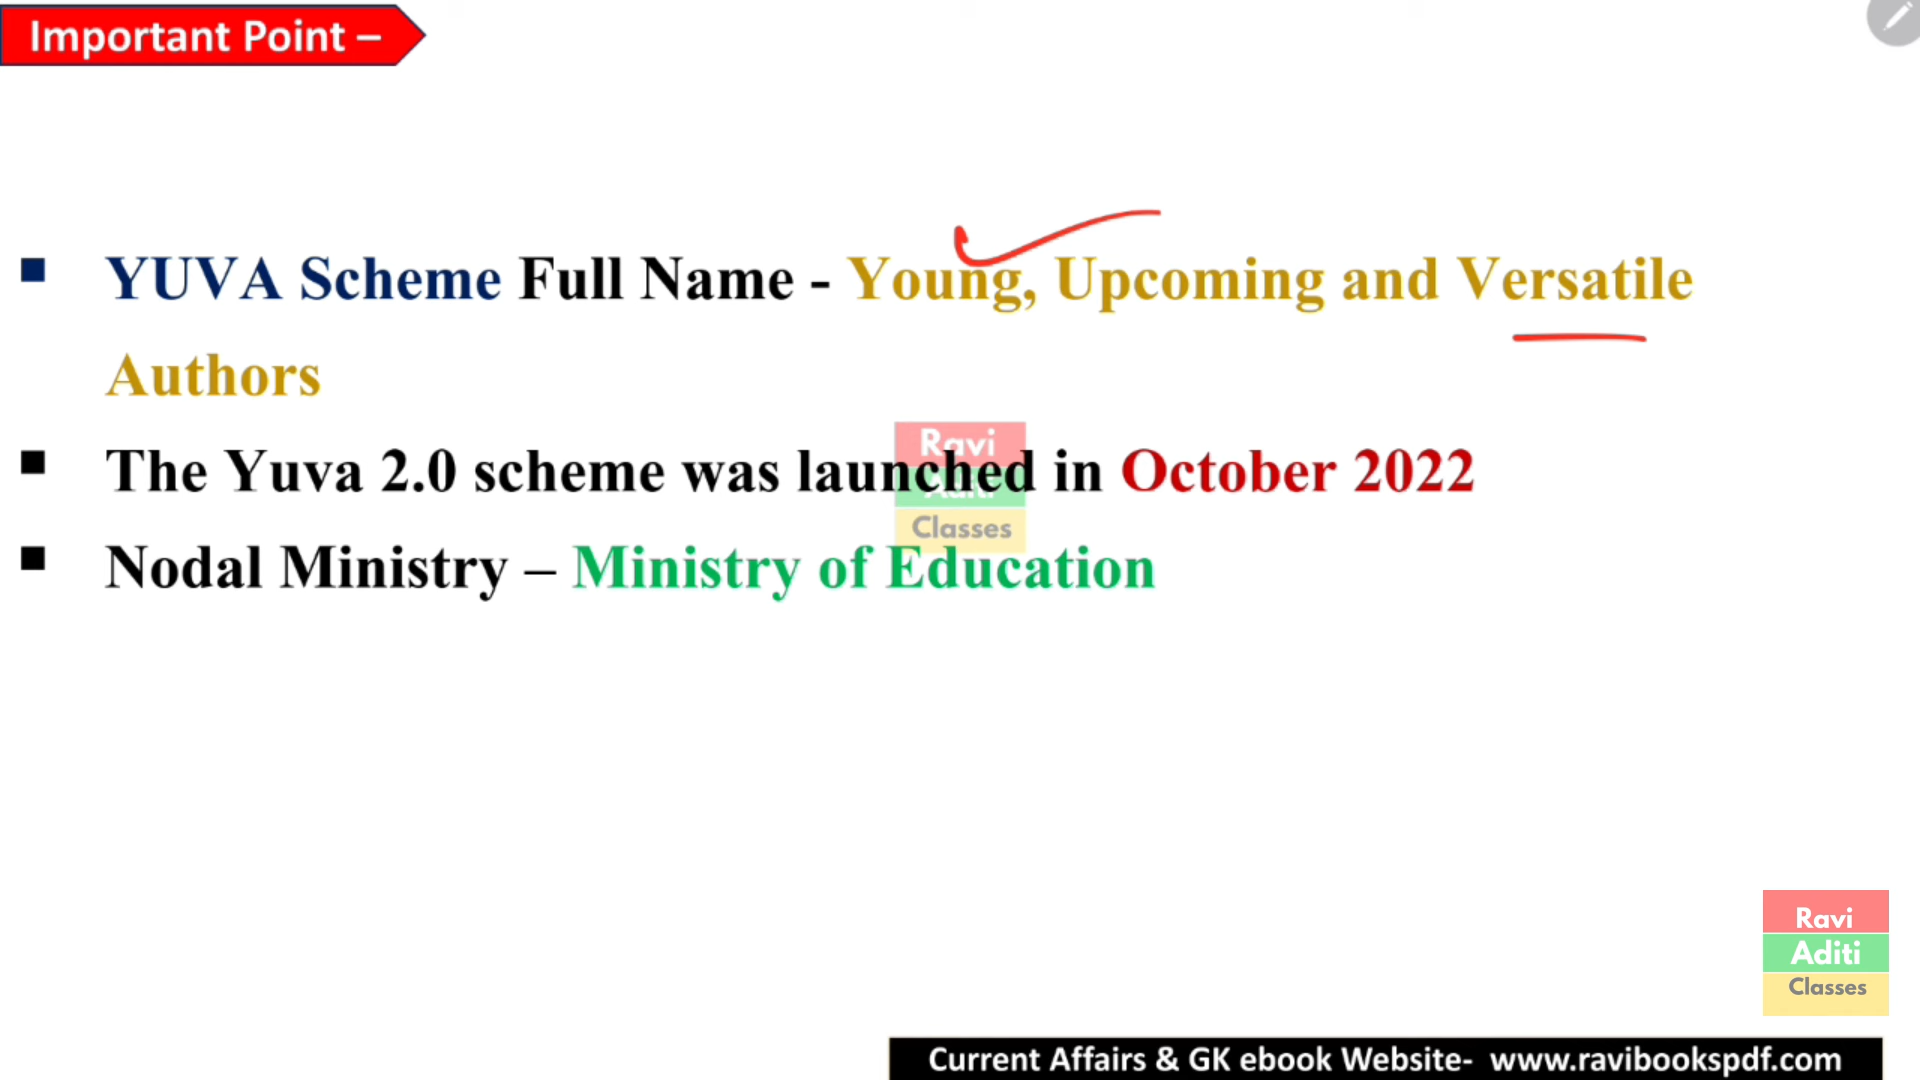 Important Point –
▪ YUVA Scheme Full Name - Young, Upcoming and Versatile
Authors
▪ The Yuva 2.0 scheme was launched in October 2022
▪ Nodal Ministry – Ministry of Education
Ravi
Aditi
Classes
Ravi
Aditi
Classes
Current Affairs & GK ebook Website- www.ravibookspdf.com